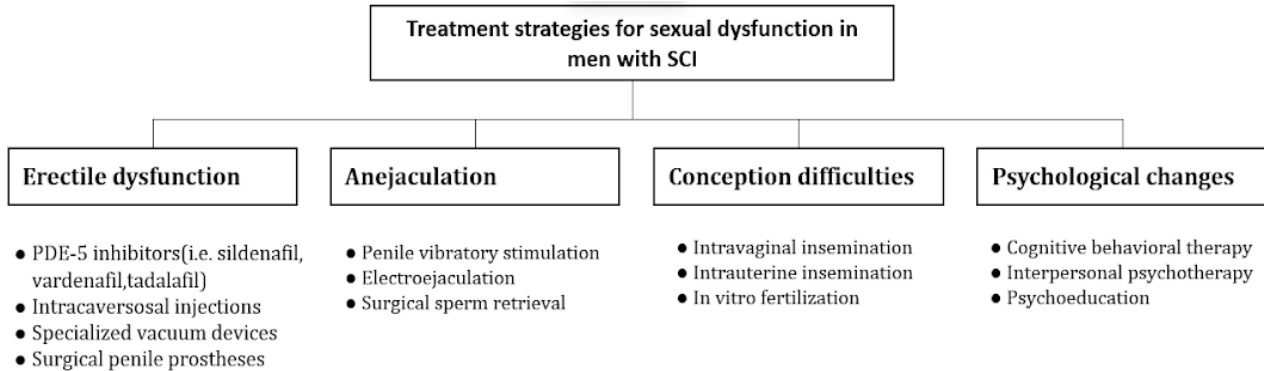 Treatment strategies for sexual dysfunction in
men with SCI
Erectile dysfunction
Anejaculation
Conception difficulties
Psychological changes
● PDE-5 inhibitors(i.e. sildenafil,
vardenafil,tadalafil)
● Intracaversosal injections
● Specialized vacuum devices
● Surgical penile prostheses
● Penile vibratory stimulation
● Electroejaculation
● Surgical sperm retrieval
● Intravaginal insemination
● Intrauterine insemination
● In vitro fertilization
● Cognitive behavioral therapy
● Interpersonal psychotherapy
● Psychoeducation